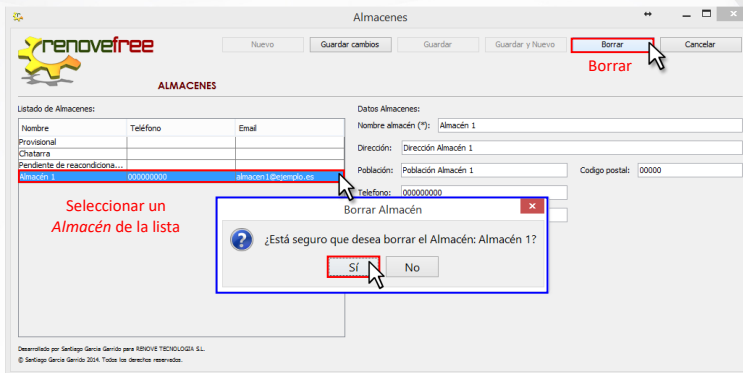 Almacenes
renovefree
Nuevo Guardar cambios Guardar Guardar y Nuevo Borrar Cancelar
Borrar
ALMACENES
Listado de Almacenes:
Nombre Teléfono Email
Provisional
Chatarra
Pendiente de reacondiciona...
Almacén 1 000000000 almacen1@ejemplo.es
Seleccionar un
Almacén de la lista
Datos Almacenes:
Nombre almacén (*): Almacén 1
Dirección: Dirección Almacén 1
Población: Población Almacén 1 Codigo postal: 00000
Telefono: 000000000
Borrar Almacén
¿Está seguro que desea borrar el Almacén: Almacén 1?
Sí No
Desarrollado por Santiago Garcia Garrido para RENOVE TECNOLOGIA S.L.
© Santiago Garcia Garrido 2014. Todos los derechos reservados.